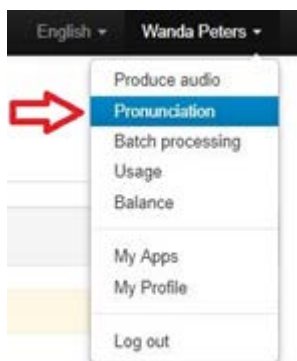 English Wanda Peters
Produce audio
Pronunciation
Batch processing
Usage
Balance
My Apps
My Profile
Log out